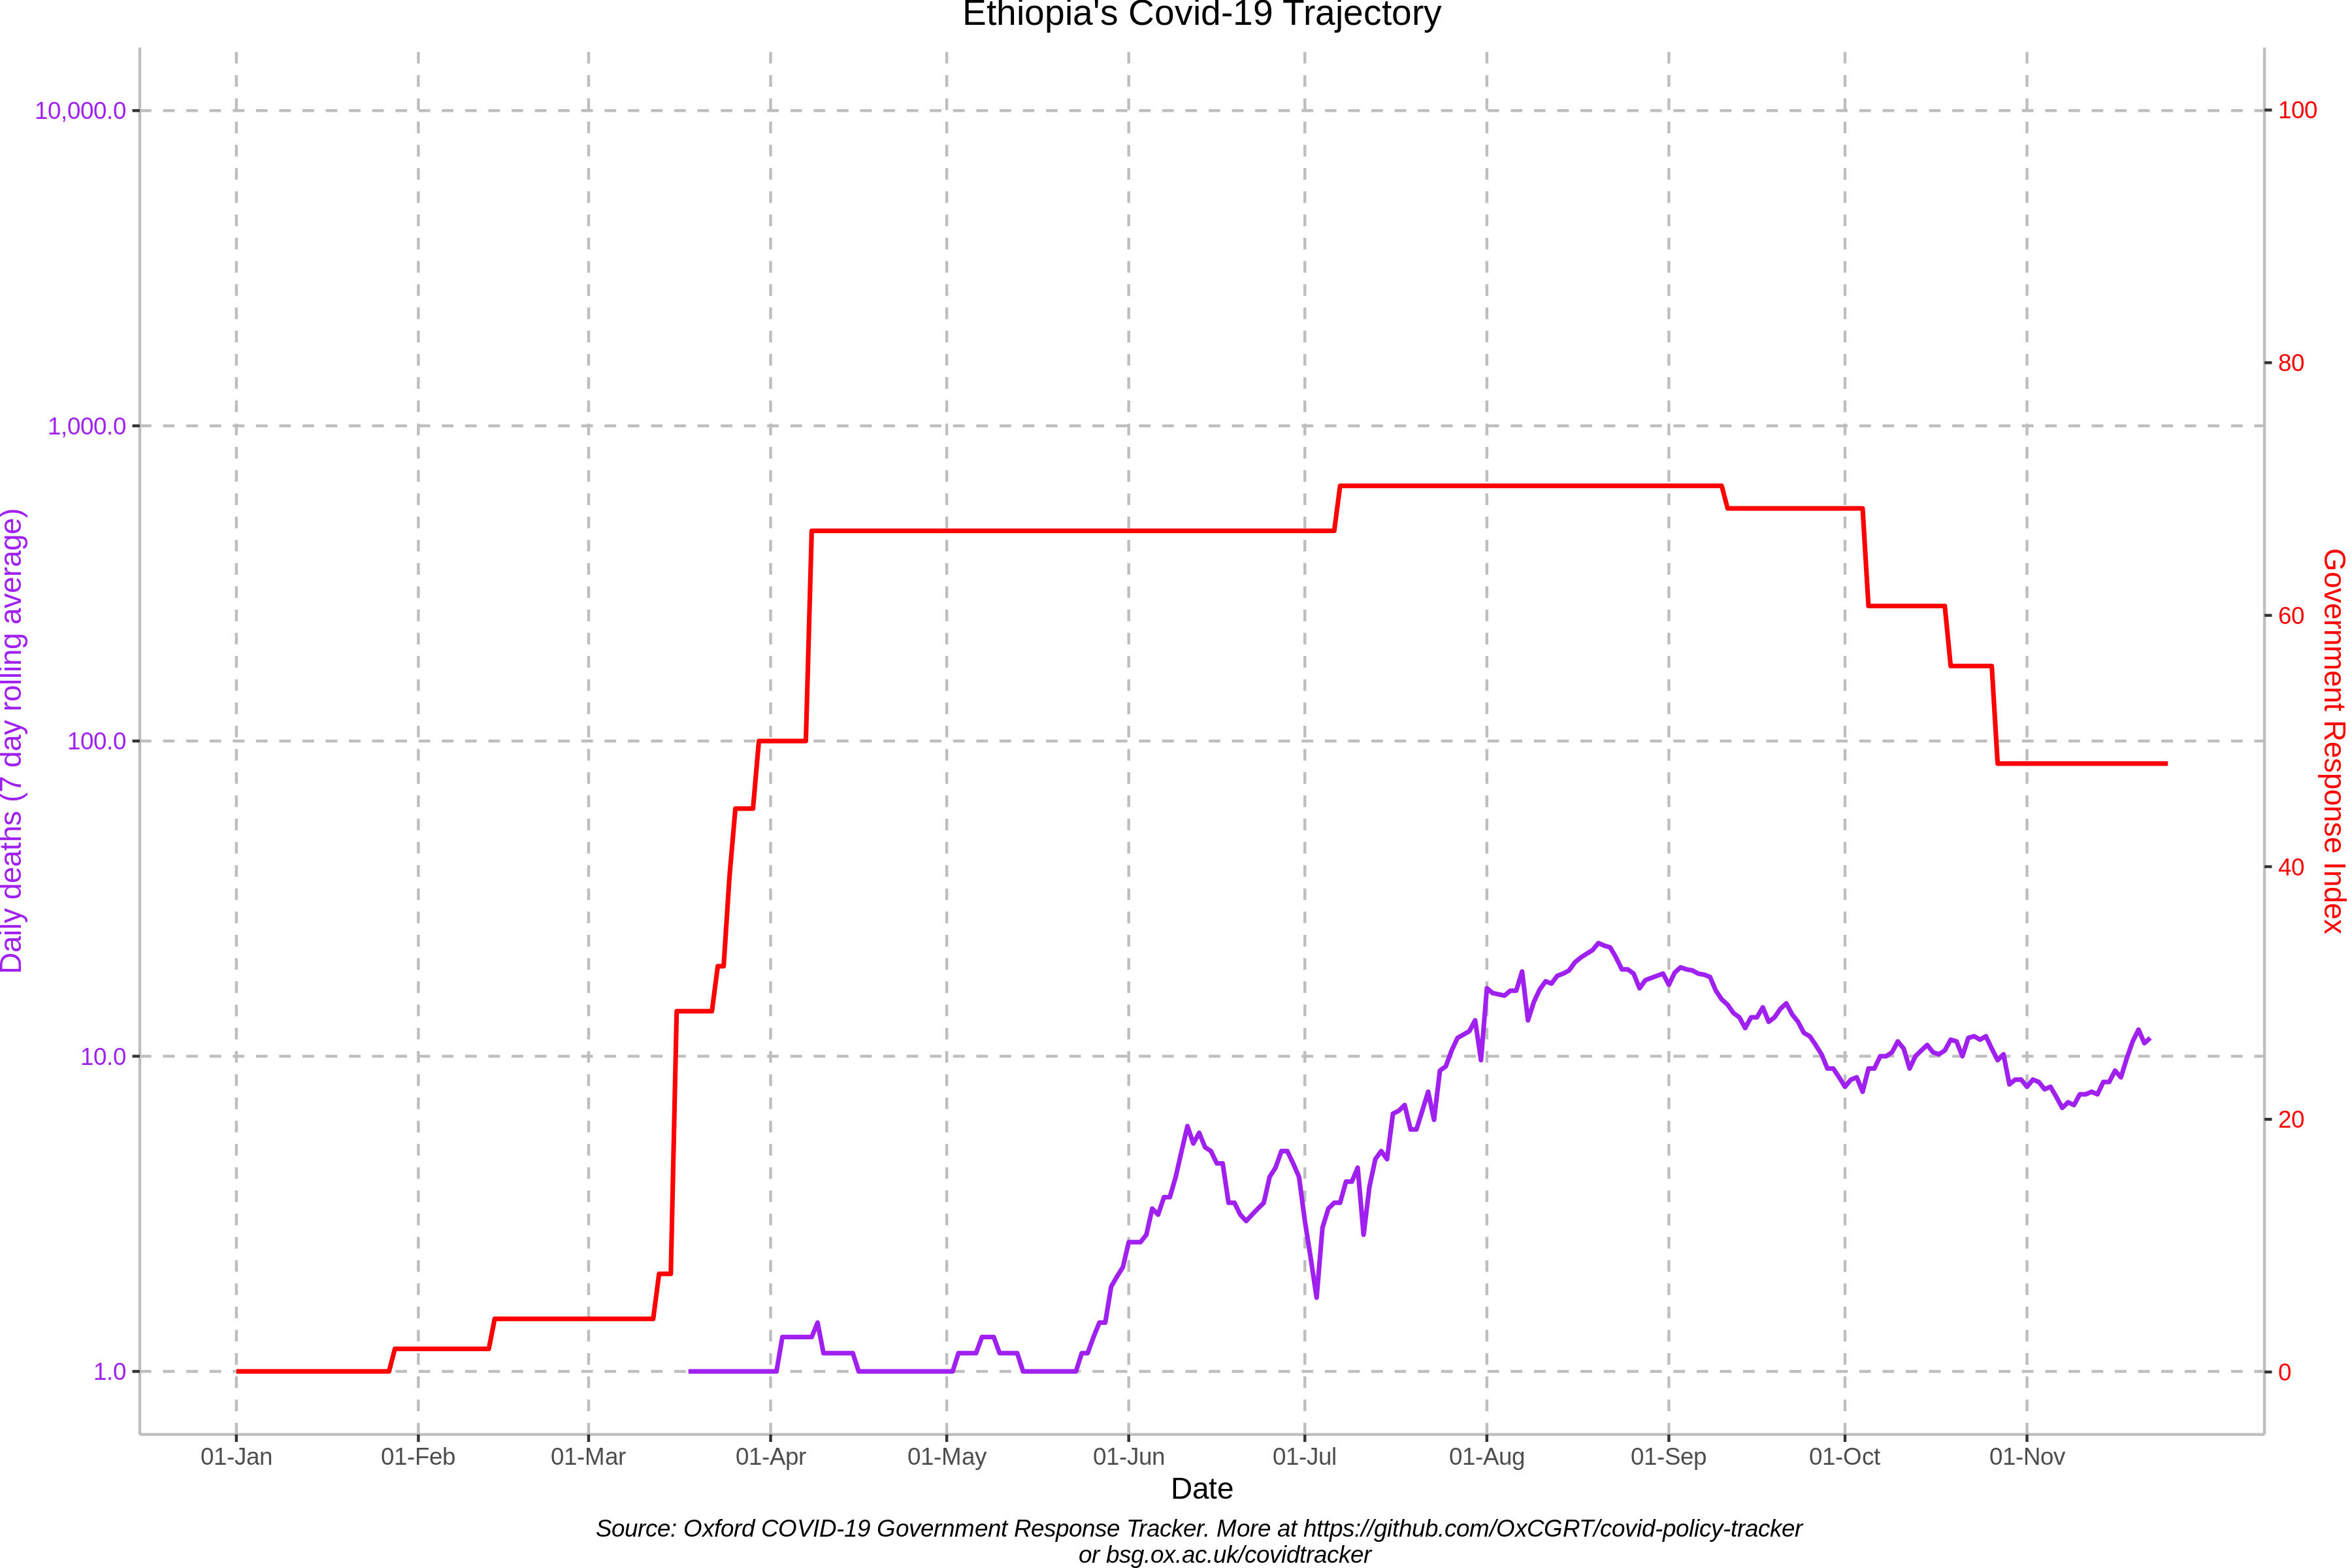 Ethiopia's Covid-19 Trajectory
10,000.0
1,000.0
100.0
10.0
1.0
Daily deaths (7 day rolling average)
100
80
60
40
20
0
Government Response Index
01-Jan
01-Feb
01-Mar
01-Apr
01-May
01-Jun
01-Jul
01-Aug
01-Sep
01-Oct
01-Nov
Date
Source: Oxford COVID-19 Government Response Tracker. More at https://github.com/OxCGRT/covid-policy-tracker
or bsg.ox.ac.uk/covidtracker